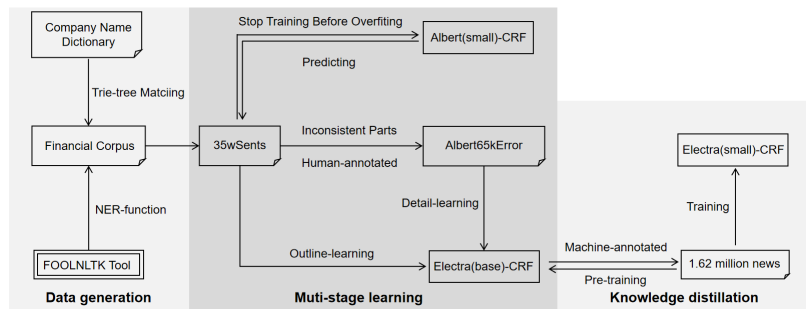 Company Name
Dictionary
Trie-tree Matciing
Financial Corpus
NER-function
FOOLNLTK Tool
Data generation
Stop Training Before Overfiting
Albert(small)-CRF
Predicting
35wSents
Inconsistent Parts
Human-annotated
Albert65kError
Detail-learning
Outline-learning
Electra(base)-CRF
Muti-stage learning
Electra(small)-CRF
Training
Machine-annotated
1.62 million news
Pre-training
Knowledge distillation